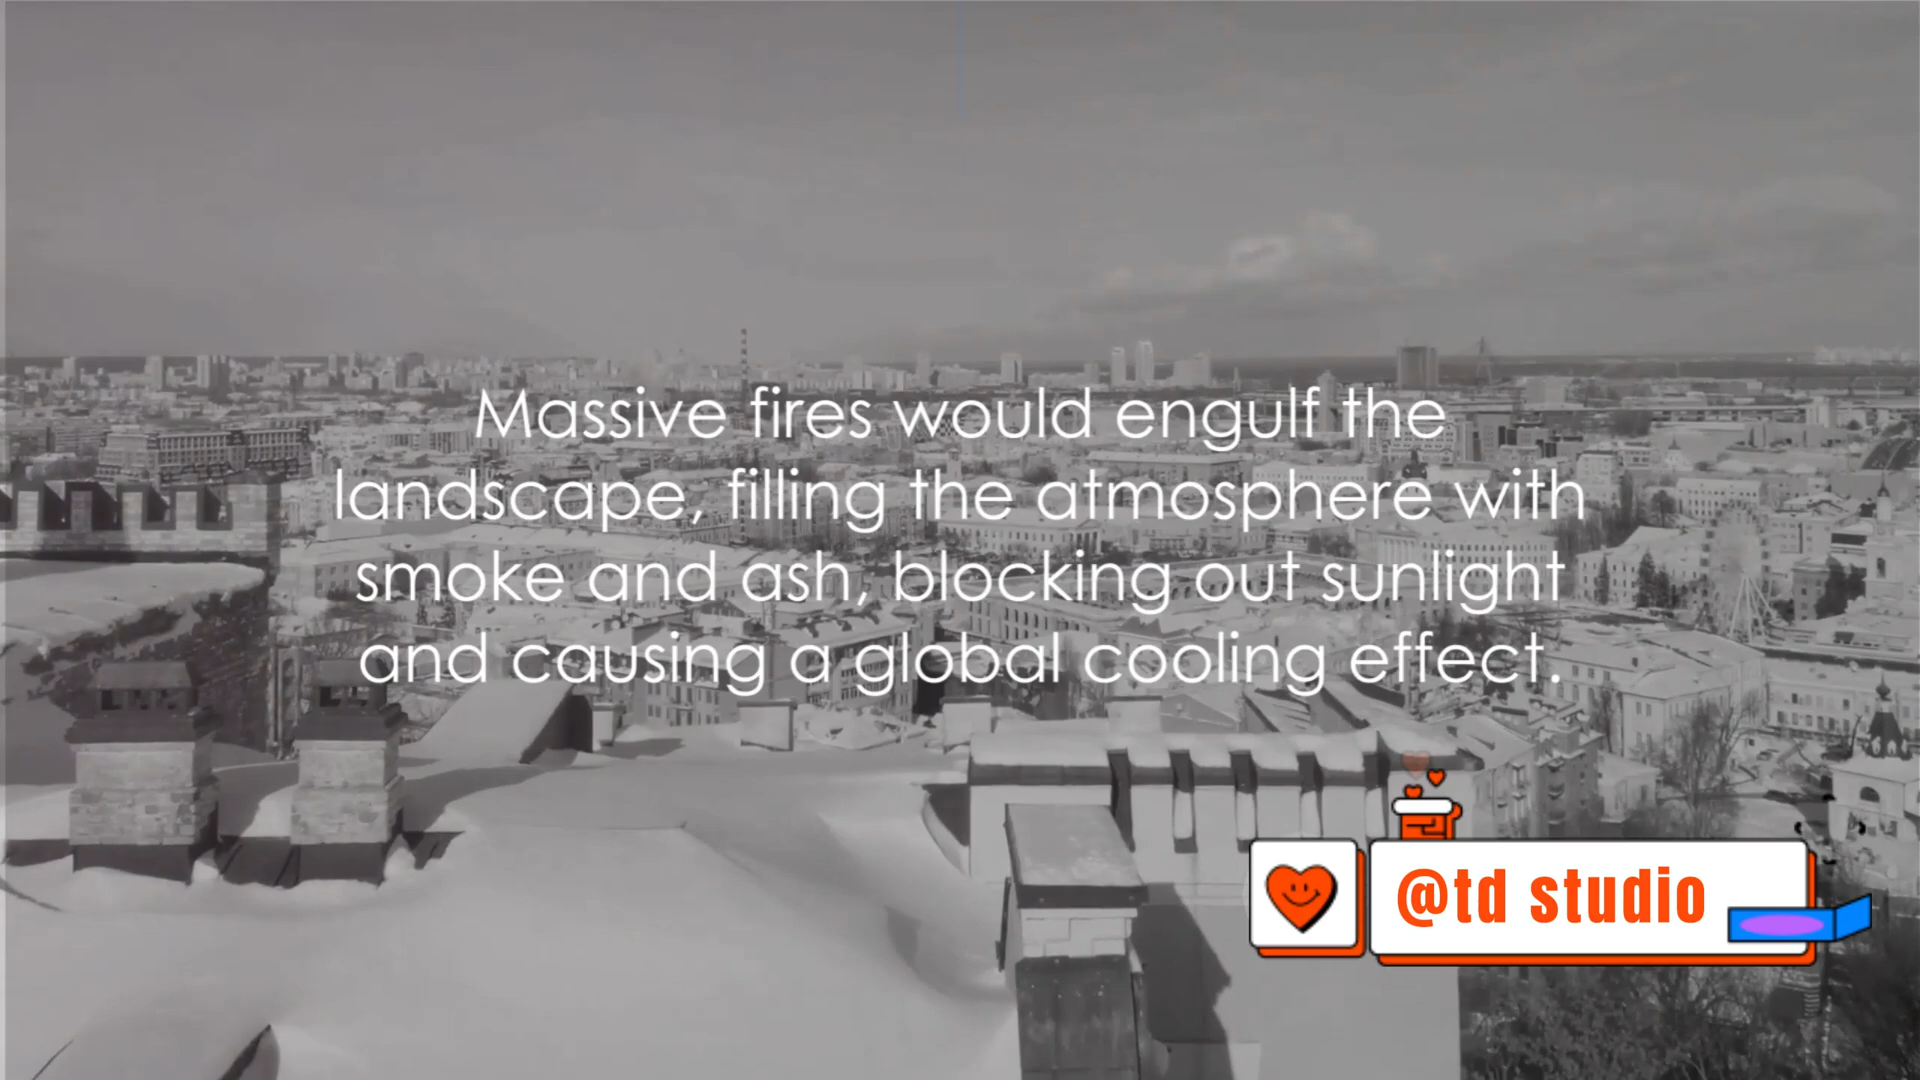 Massive fires would engulf the
landscape, filling the atmosphere with
smoke and ash, blocking out sunlight
and causing a global cooling effect.
@td studio